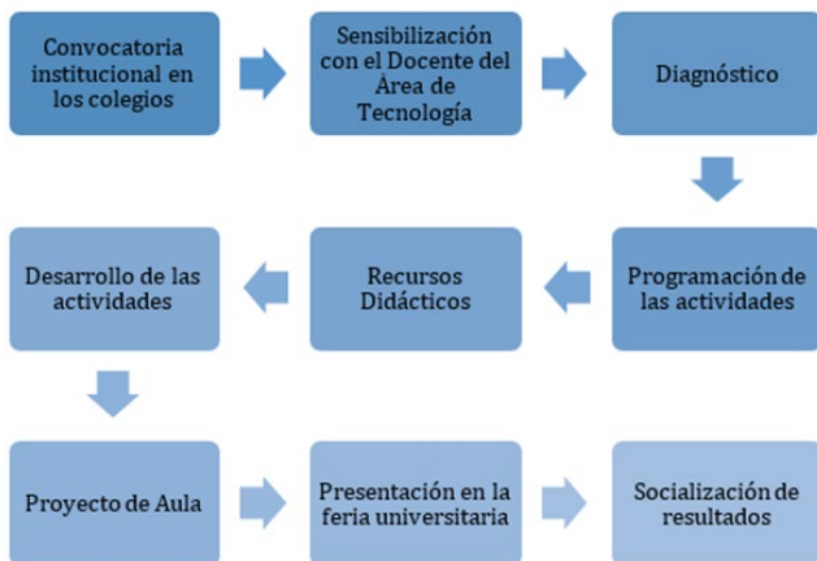 Convocatoria
institucional en
los colegios
Sensibilización
con el Docente del
Área de
Tecnología
Diagnóstico
Programación de
las actividades
Recursos
Didácticos
Desarrollo de las
actividades
Proyecto de Aula
Presentación en la
feria universitaria
Socialización de
resultados